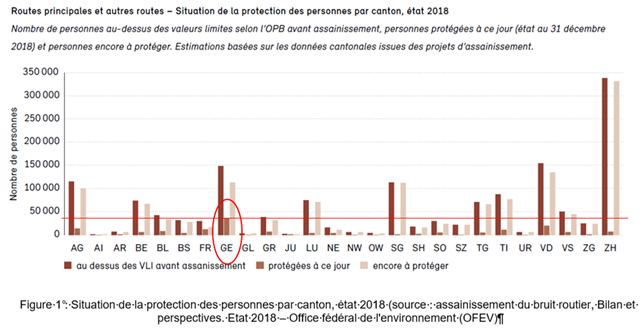 Routes principales et autres routes – Situation de la protection des personnes par canton, état 2018
Nombre de personnes au-dessus des valeurs limites selon l'OPB avant assainissement, personnes protégées à ce jour (état au 31 décembre
2018) et personnes encore à protéger. Estimations basées sur les données cantonales issues des projets d'assainissement.
Nombre de personnes
350 000
300 000
250 000
200 000
150 000
100 000
50 000
0
AG AI AR BE BL BS FR GE GL GR JU LU NE NW OW SG SH SO SZ TG TI UR VD VS ZG ZH
au dessus des VLI avant assanissement protégées à ce jour encore à protéger
Figure 1°: Situation de la protection des personnes par canton, état 2018 (source : assainissement du bruit routier, Bilan et
perspectives. Etat 2018 – Office fédéral de l'environnement (OFEV)¶